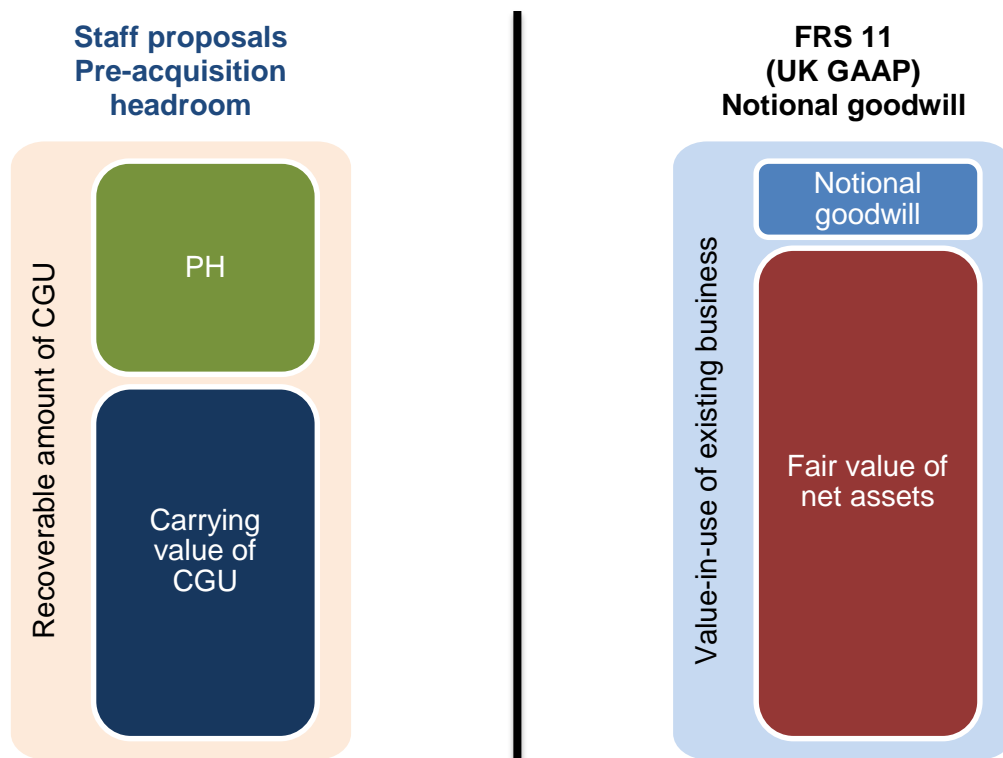 Staff proposals
Pre-acquisition
headroom
Recoverable amount of CGU
PH
Carrying
value of
CGU
FRS 11
(UK GAAP)
Notional goodwill
Value-in-use of existing business
Notional
goodwill
Fair value of
net assets